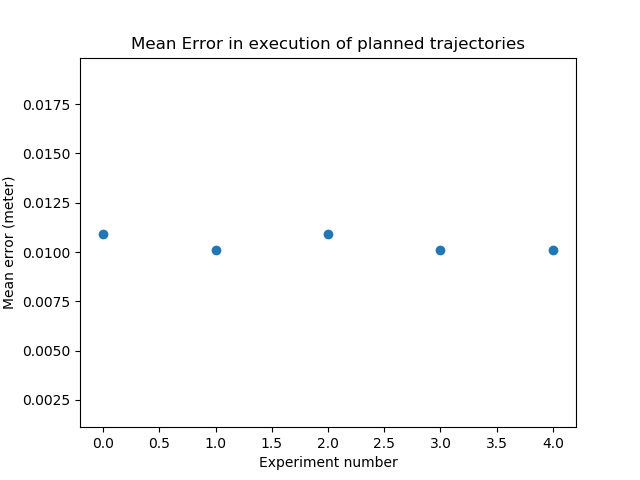 Mean Error in execution of planned trajectories
0.0175
0.0150
0.0125
0.0100
0.0075
0.0050
0.0025
Mean error (meter)
0.0 0.5 1.0 1.5 2.0 2.5 3.0 3.5 4.0
Experiment number